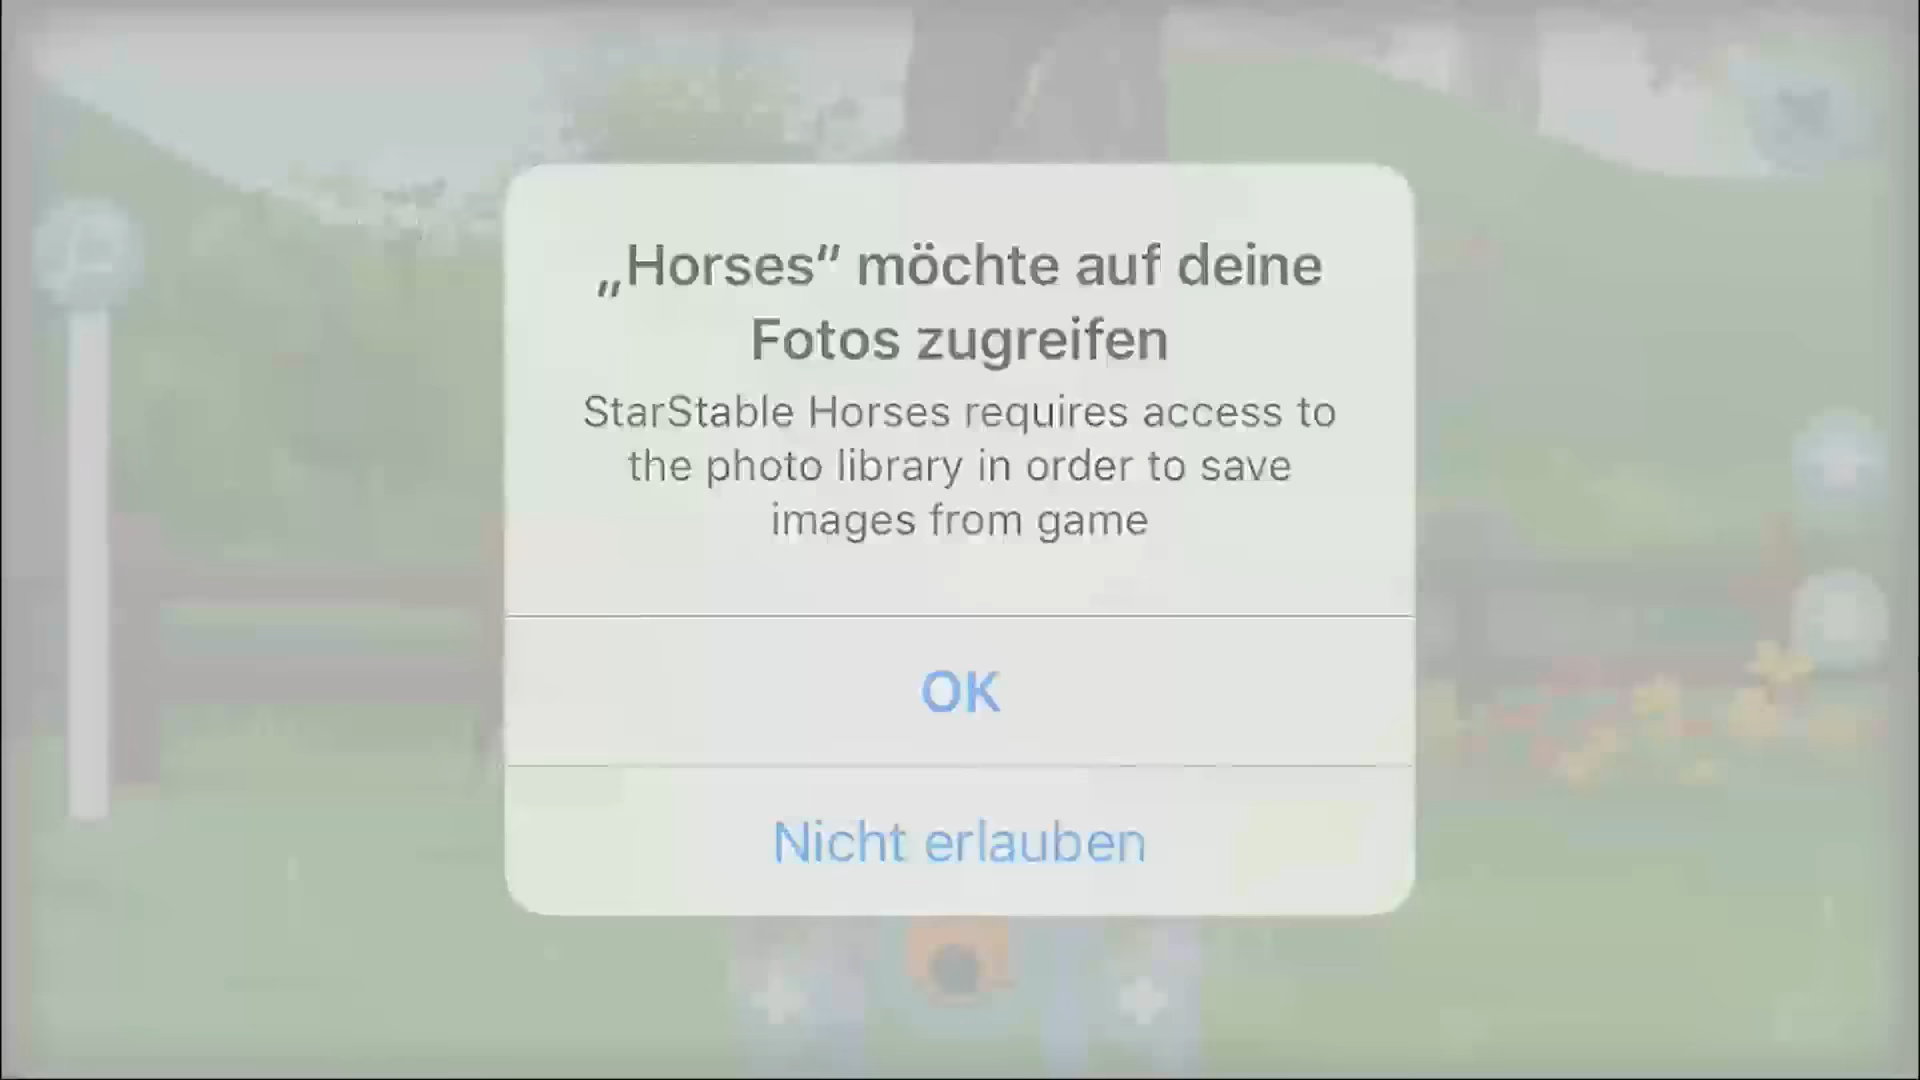 „Horses“ möchte auf deine
Fotos zugreifen
StarStable Horses requires access to
the photo library in order to save
images from game
OK
Nicht erlauben